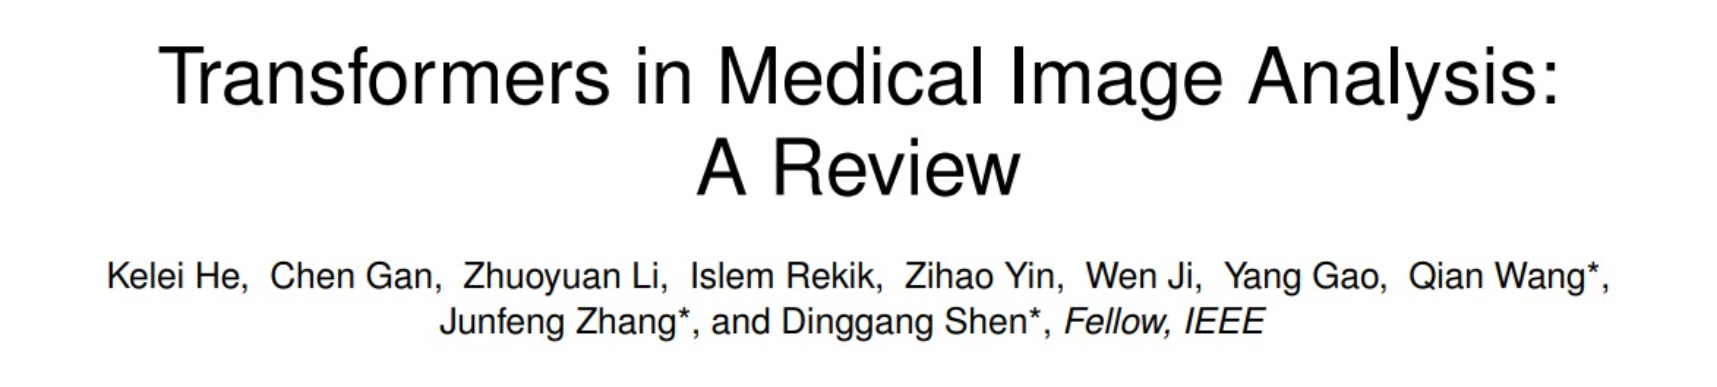 Transformers in Medical Image Analysis:
A Review
Kelei He, Chen Gan, Zhuoyuan Li, Islem Rekik, Zihao Yin, Wen Ji, Yang Gao, Qian Wang*,
Junfeng Zhang*, and Dinggang Shen*, Fellow, IEEE